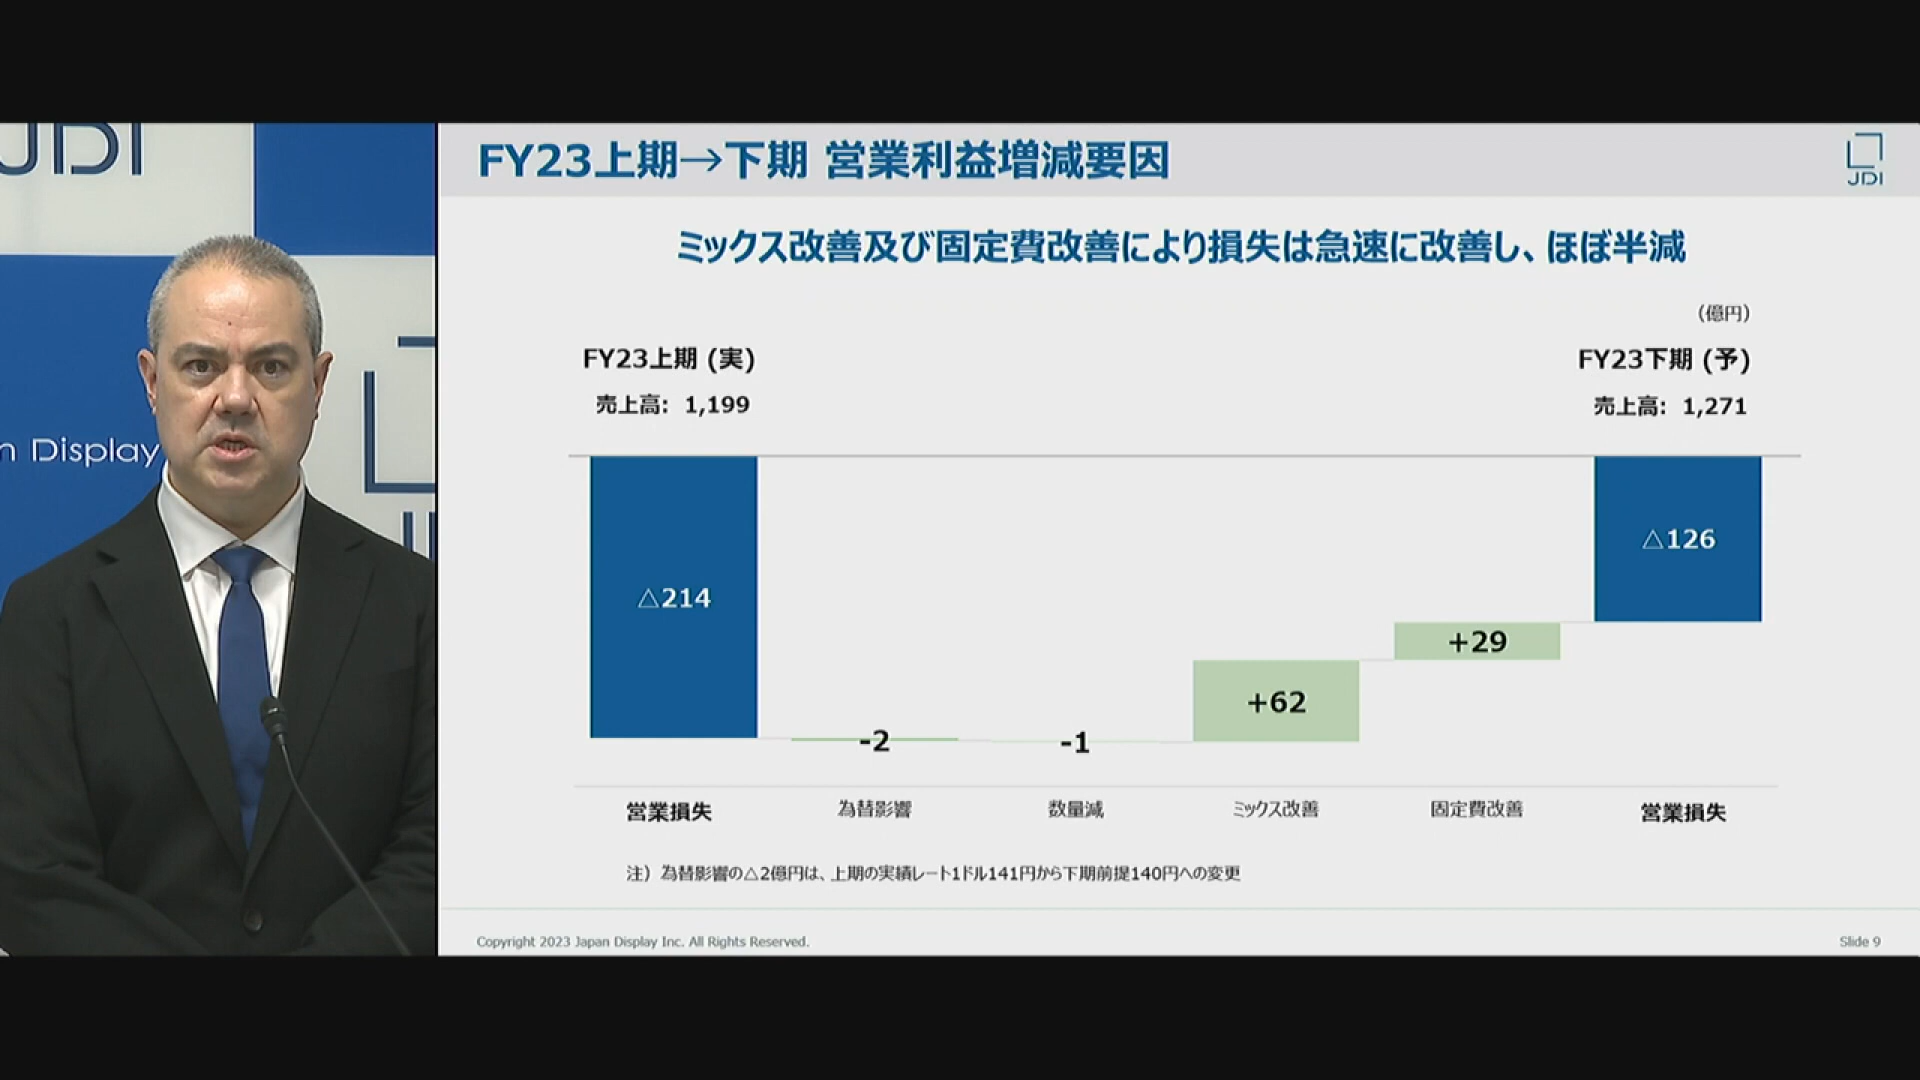 JDI
n Display
FY23上期→下期 営業利益増減要因
JDI
ミックス改善及び固定費改善により損失は急速に改善し、ほぼ半減
（億円）
FY23上期 (実)
売上高: 1,199
FY23下期 (予)
売上高: 1,271
△214
-2
-1
+62
+29
△126
営業損失
為替影響
数量減
ミックス改善
固定費改善
営業損失
注）為替影響の△2億円は、上期の実績レート1ドル141円から下期前提140円への変更
Copyright 2023 Japan Display Inc. All Rights Reserved.
Slide 9